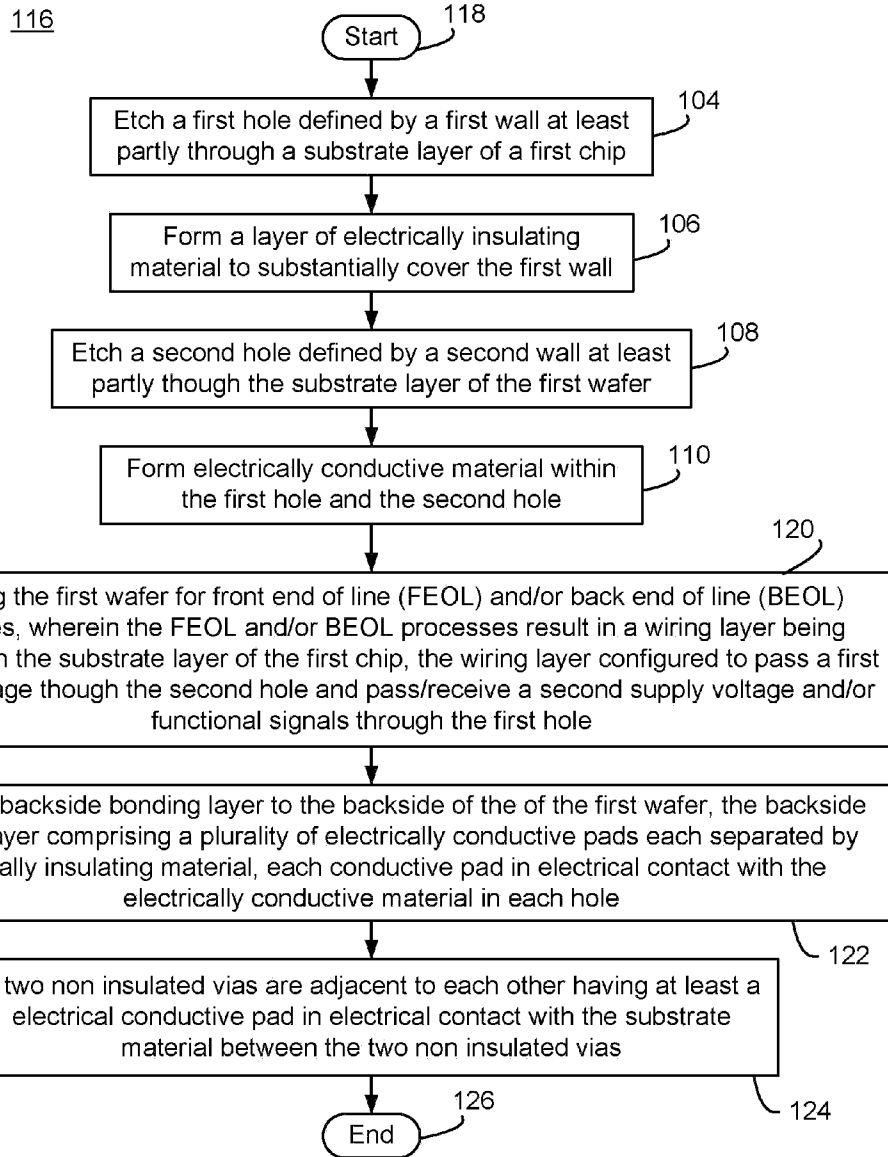 116
Start
118
Etch a first hole defined by a first wall at least
partly through a substrate layer of a first chip
104
Form a layer of electrically insulating
material to substantially cover the first wall
106
Etch a second hole defined by a second wall at least
partly though the substrate layer of the first wafer
108
Form electrically conductive material within
the first hole and the second hole
110
120
the first wafer for front end of line (FEOL) and/or back end of line (BEOL)
wherein the FEOL and/or BEOL processes result in a wiring layer being
the substrate layer of the first chip, the wiring layer configured to pass a first
though the second hole and pass/receive a second supply voltage and/or
functional signals through the first hole
backside bonding layer to the backside of the of the first wafer, the backside
comprising a plurality of electrically conductive pads each separated by
insulating material, each conductive pad in electrical contact with the
electrically conductive material in each hole
122
two non insulated vias are adjacent to each other having at least a
electrical conductive pad in electrical contact with the substrate
material between the two non insulated vias
124
End
126